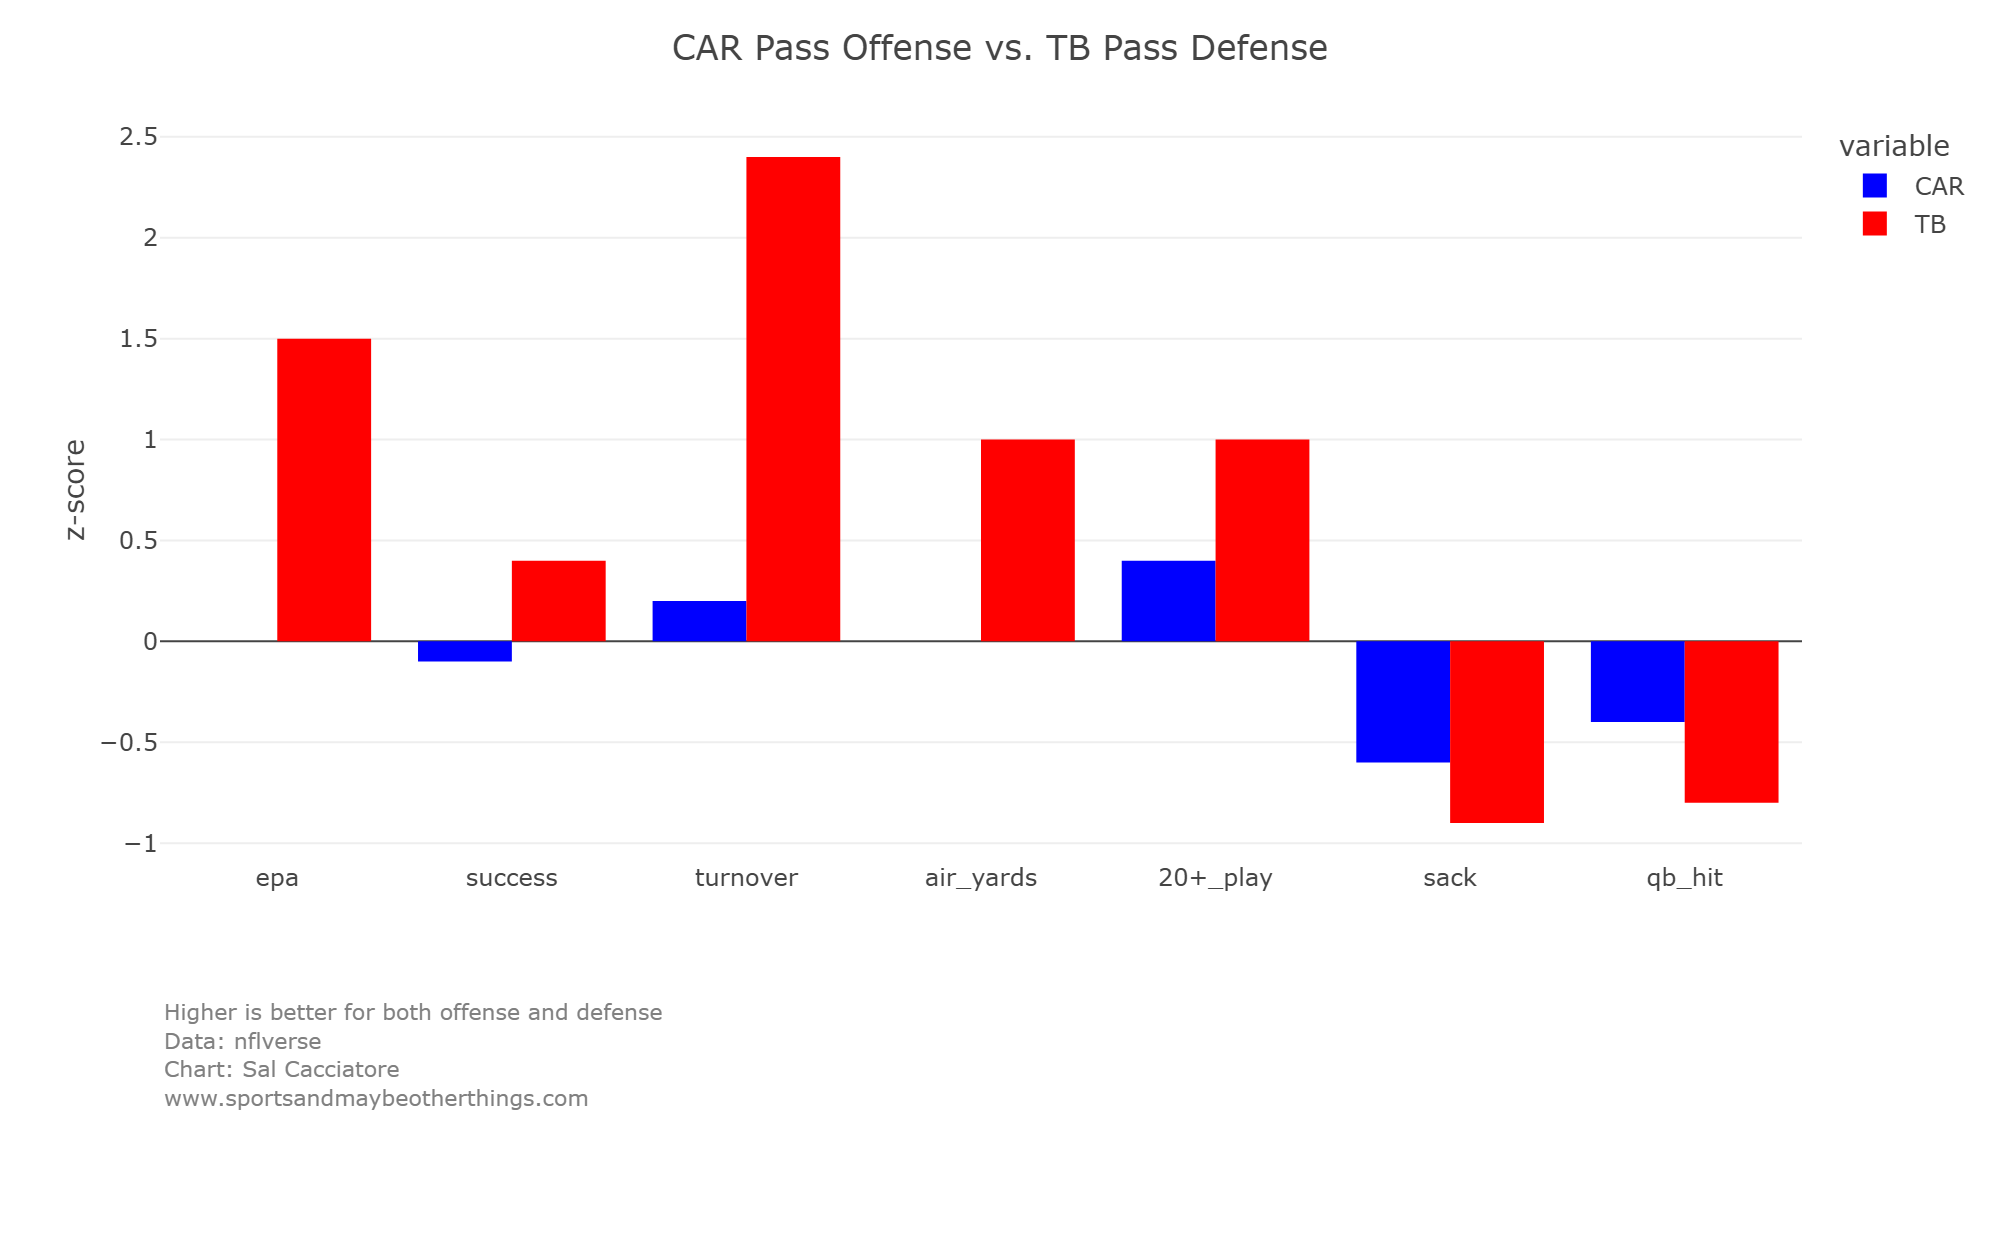 CAR Pass Offense vs. TB Pass Defense
variable
CAR
TB
z-score
2.5
2
1.5
1
0.5
0
−0.5
−1
epa
success
turnover
air_yards
20+_play
sack
qb_hit
Higher is better for both offense and defense
Data: nflverse
Chart: Sal Cacciatore
www.sportsandmaybeotherthings.com